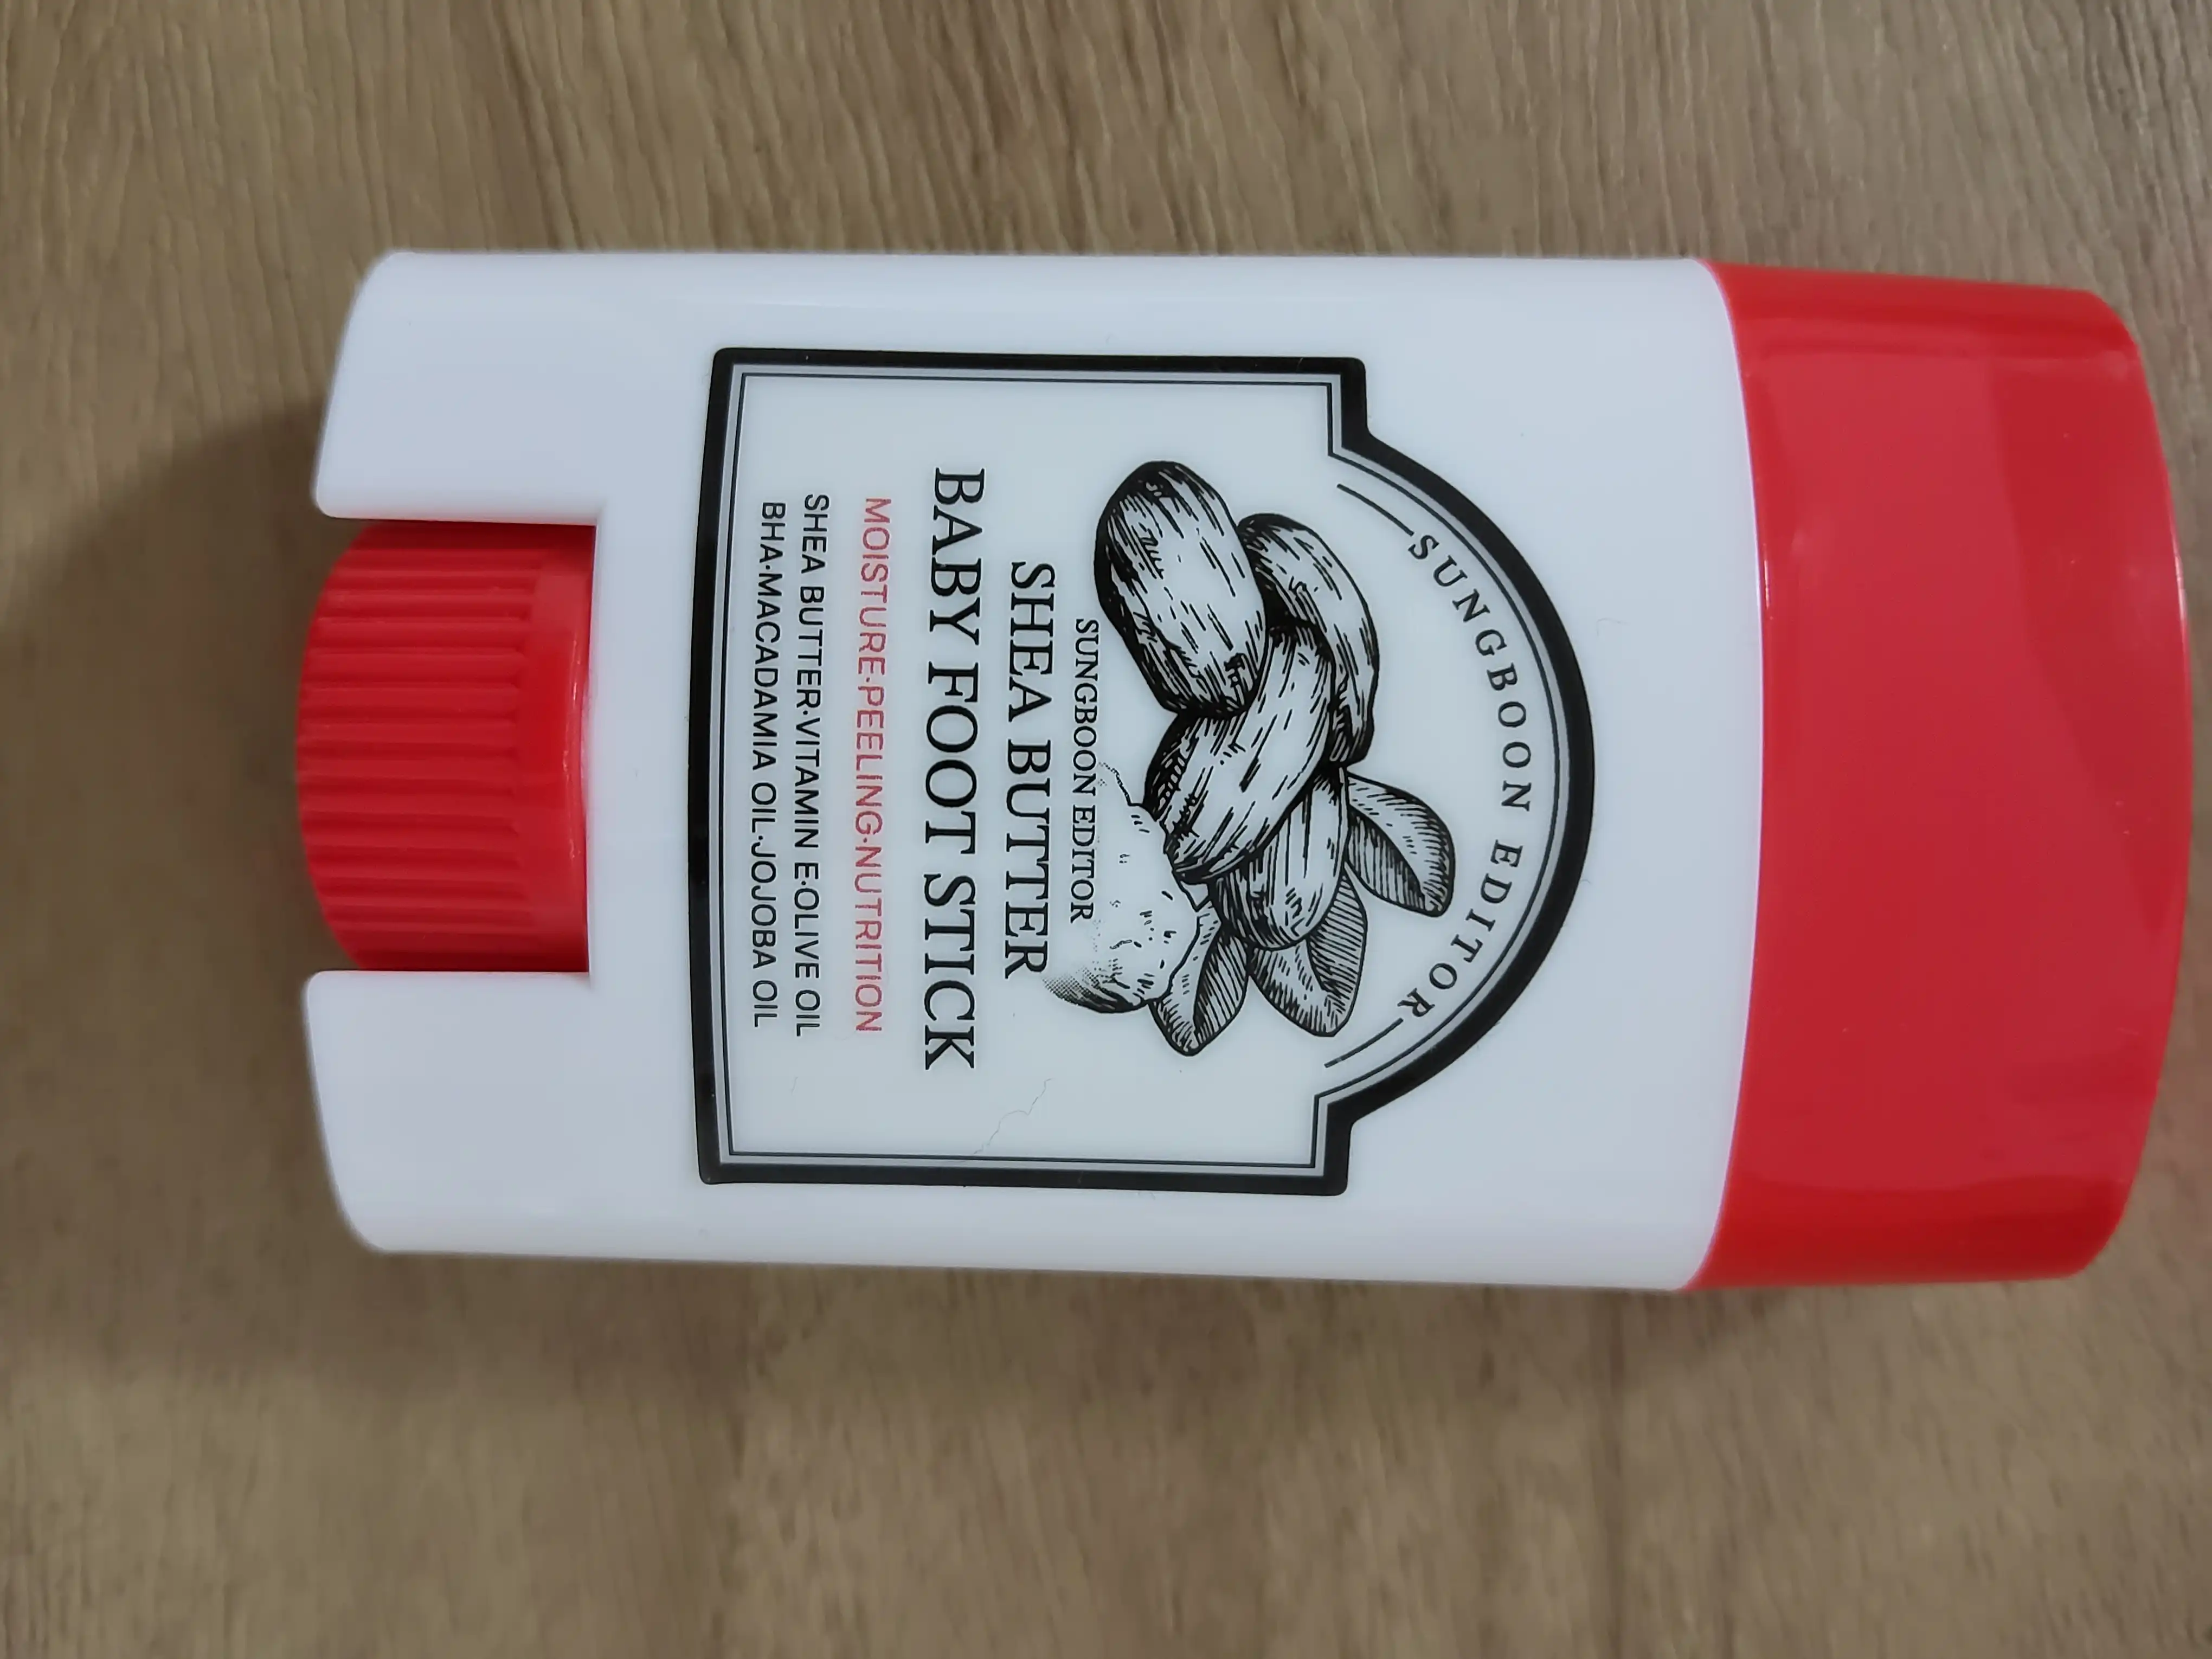 SUNGBOON EDITOR
SUNGBOON EDITOR
SHEA BUTTER
BABY FOOT STICK
MOISTURE·PEELING·NUTRITION
SHEA BUTTER·VITAMIN E·OLIVE OIL
BHA·MACADAMIA OIL·JOJOBA OIL